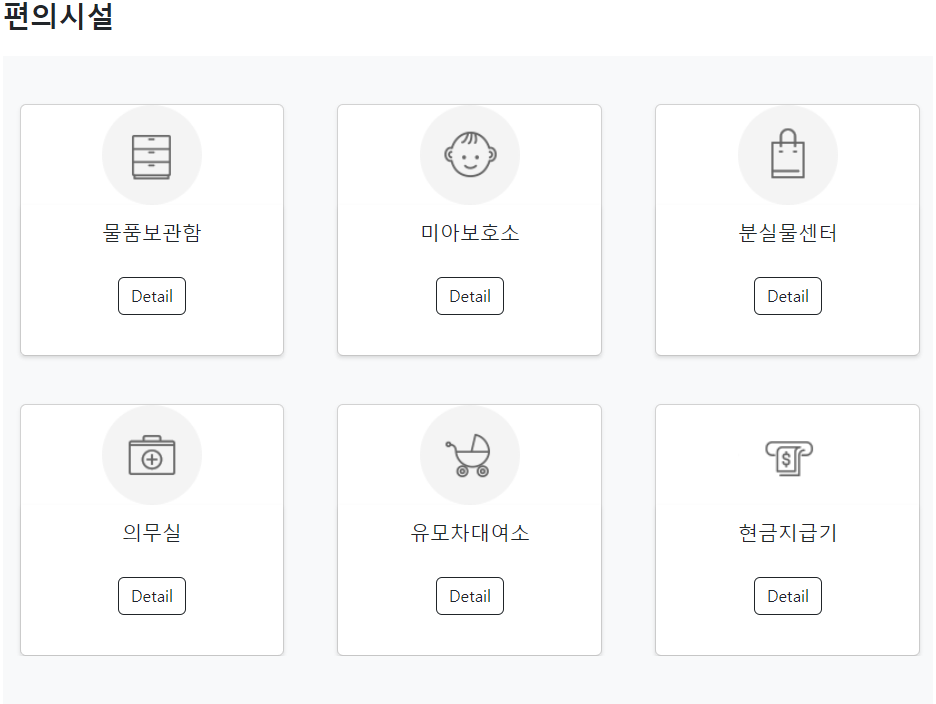 편의시설
물품보관함
미아보호소
분실물센터
Detail
Detail
Detail
$
의무실
유모차대여소
현금지급기
Detail
Detail
Detail